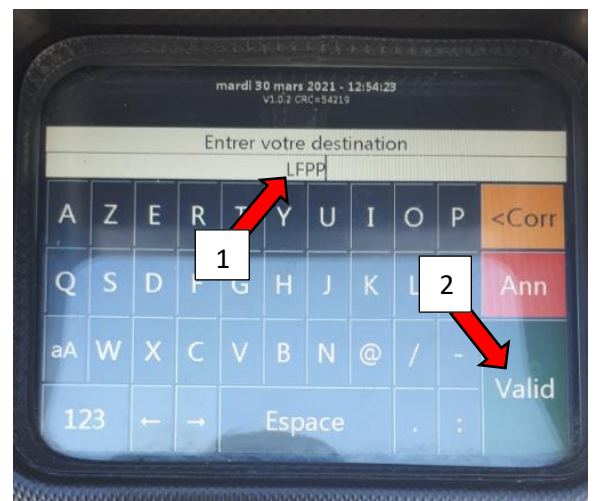 mardi 30 mars 2021 - 12:54:23
V1.0.2 CRC=54219
Entrer votre destination
LFPP
A Z E R T Y U I O P <Corr
1
2
Q S D F G H J K L Ann
aA W X C V B N @ / - Valid
123 ← → Espace . :